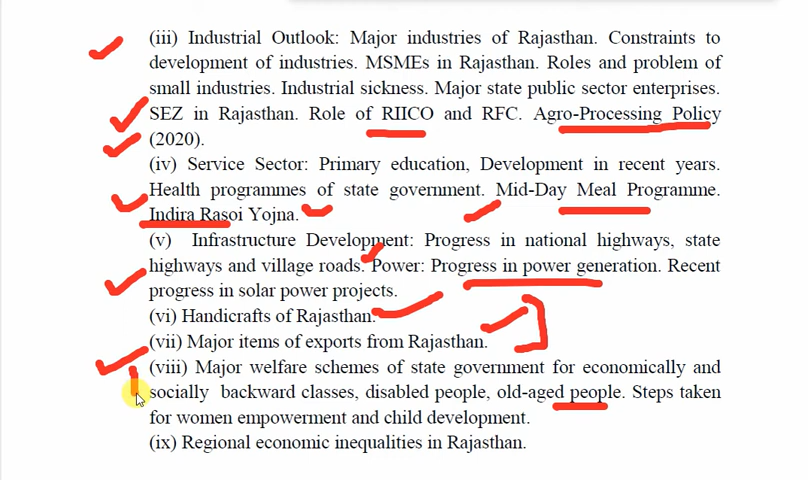 (iii) Industrial Outlook: Major industries of Rajasthan. Constraints to
development of industries. MSMEs in Rajasthan. Roles and problem of
small industries. Industrial sickness. Major state public sector enterprises.
SEZ in Rajasthan. Role of RIICO and RFC. Agro-Processing Policy
(2020).
(iv) Service Sector: Primary education, Development in recent years.
Health programmes of state government. Mid-Day Meal Programme.
Indira Rasoi Yojna.
(v) Infrastructure Development: Progress in national highways, state
highways and village roads. Power: Progress in power generation. Recent
progress in solar power projects.
(vi) Handicrafts of Rajasthan.
(vii) Major items of exports from Rajasthan.
(viii) Major welfare schemes of state government for economically and
socially backward classes, disabled people, old-aged people. Steps taken
for women empowerment and child development.
(ix) Regional economic inequalities in Rajasthan.